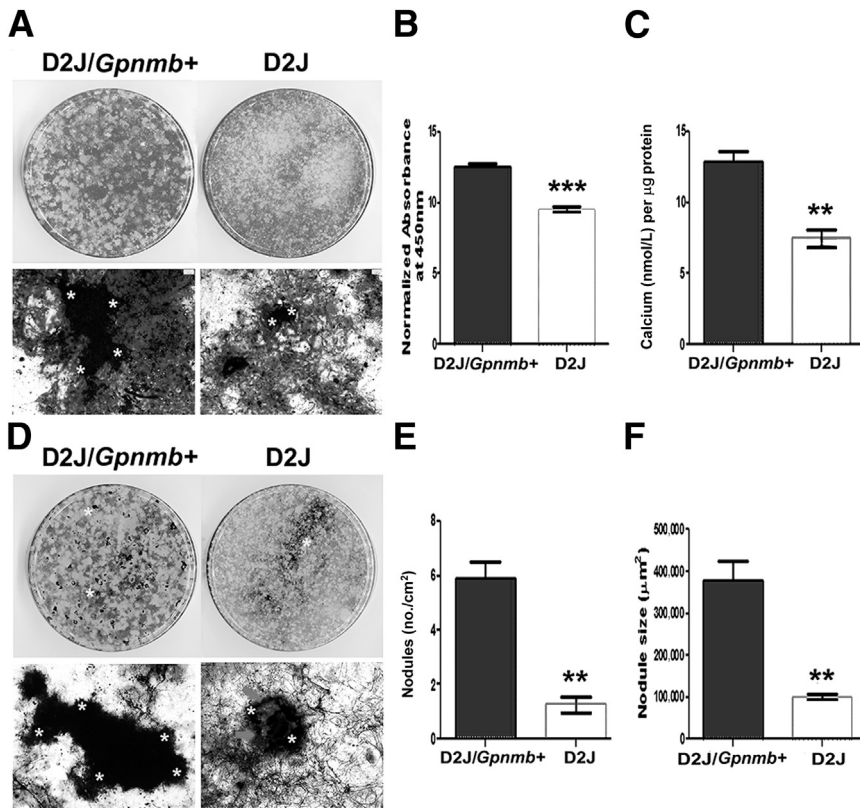 A
D2J/Gpnmb+ D2J
* * * *
* * *
B
Normalized Absorbance
at 450nm
15
10
5
0
***
D2J/Gpnmb+ D2J
C
Calcium (nmol/L) per µg protein
15
10
5
0
**
D2J/Gpnmb+ D2J
D
D2J/Gpnmb+ D2J
* * *
* * * * *
* *
E
Nodules (no./cm²)
8
6
4
2
0
**
D2J/Gpnmb+ D2J
F
Nodule size (µm²)
500,000
400,000
300,000
200,000
100,000
0
**
D2J/Gpnmb+ D2J